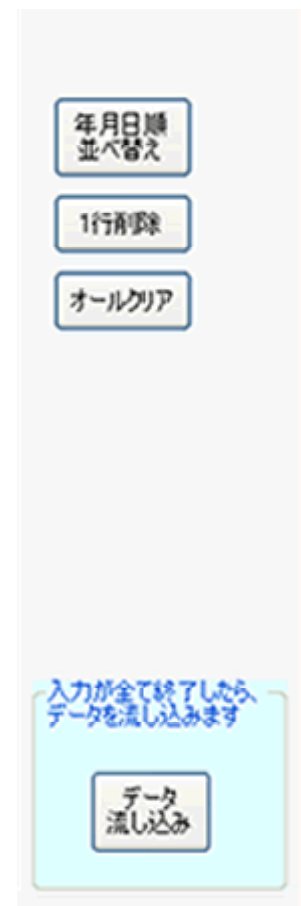 年月日順
並べ替え
1行削除
オールクリア
入力が全て終了したら、
データを流し込みます
データ
流し込み